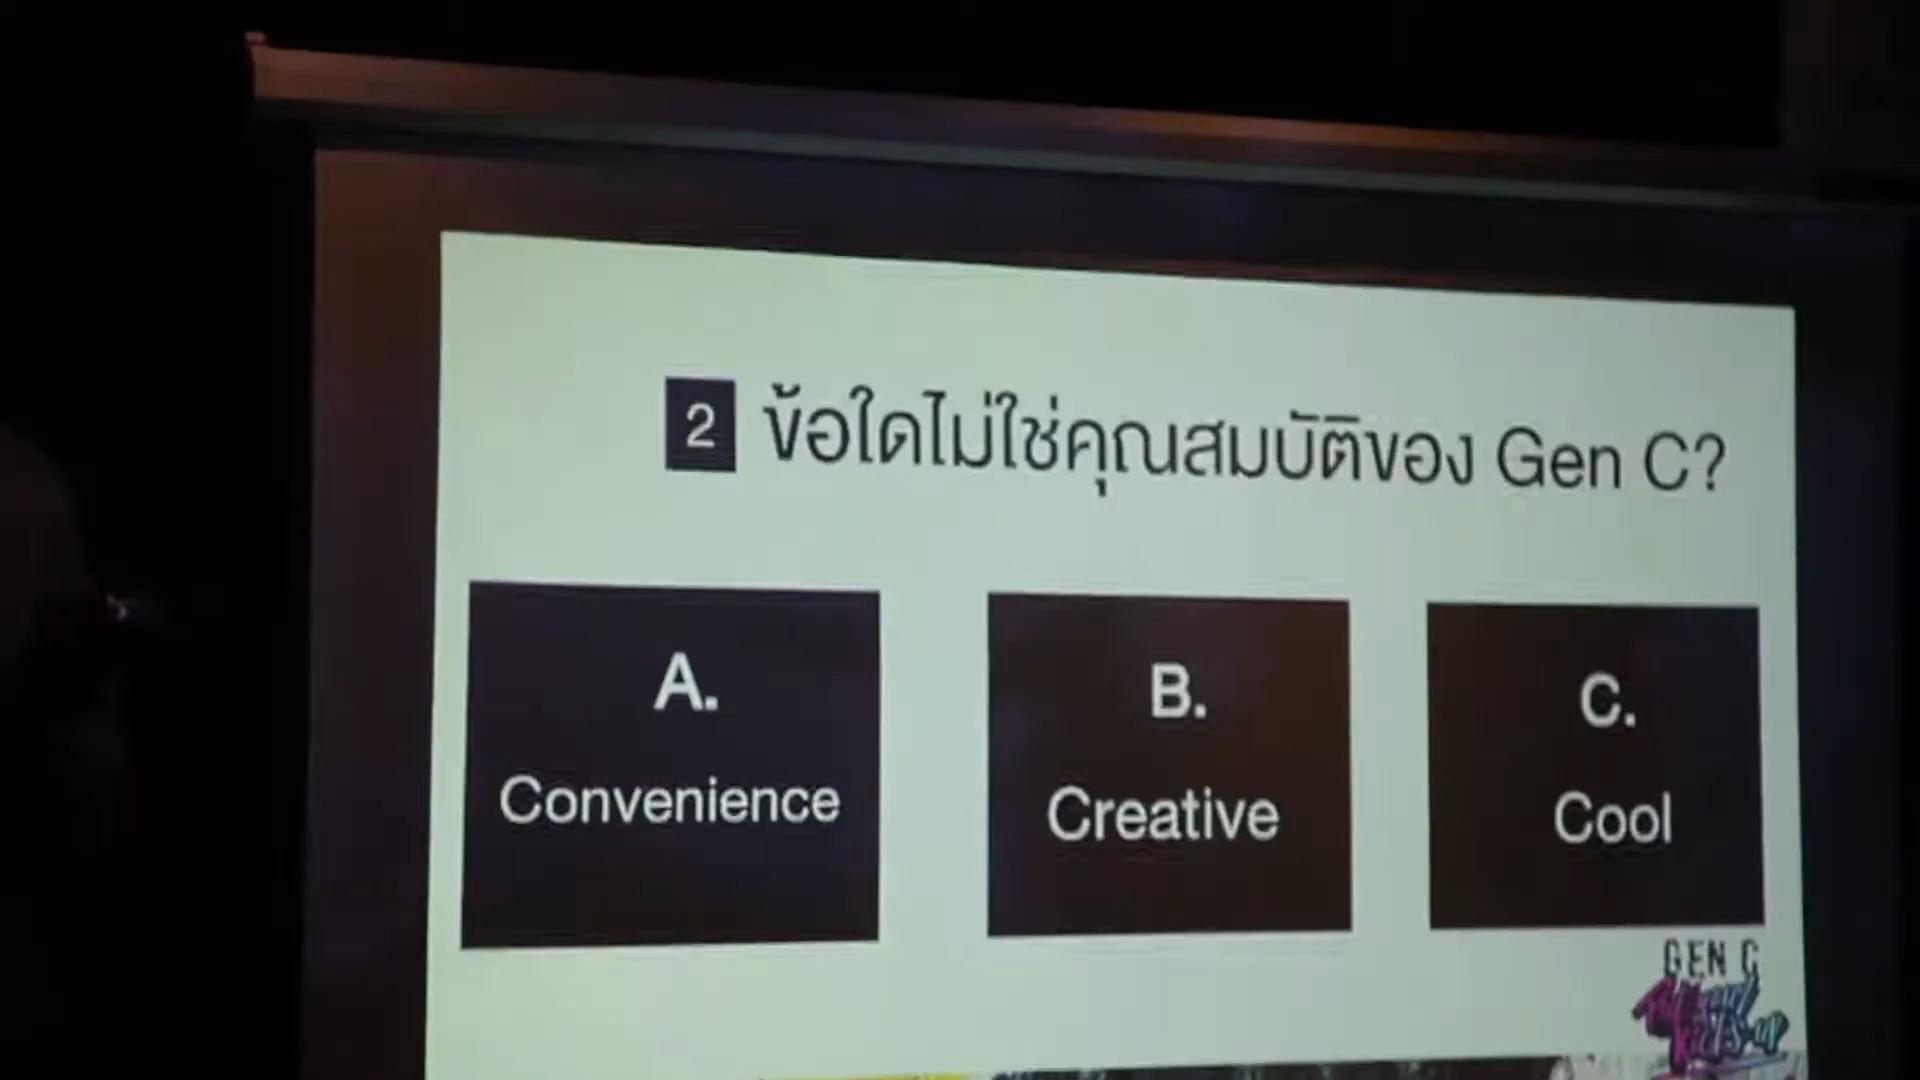 2 ข้อใดไม่ใช่คุณสมบัติของ Gen C?
A.
Convenience
B.
Creative
C.
Cool
GEN C